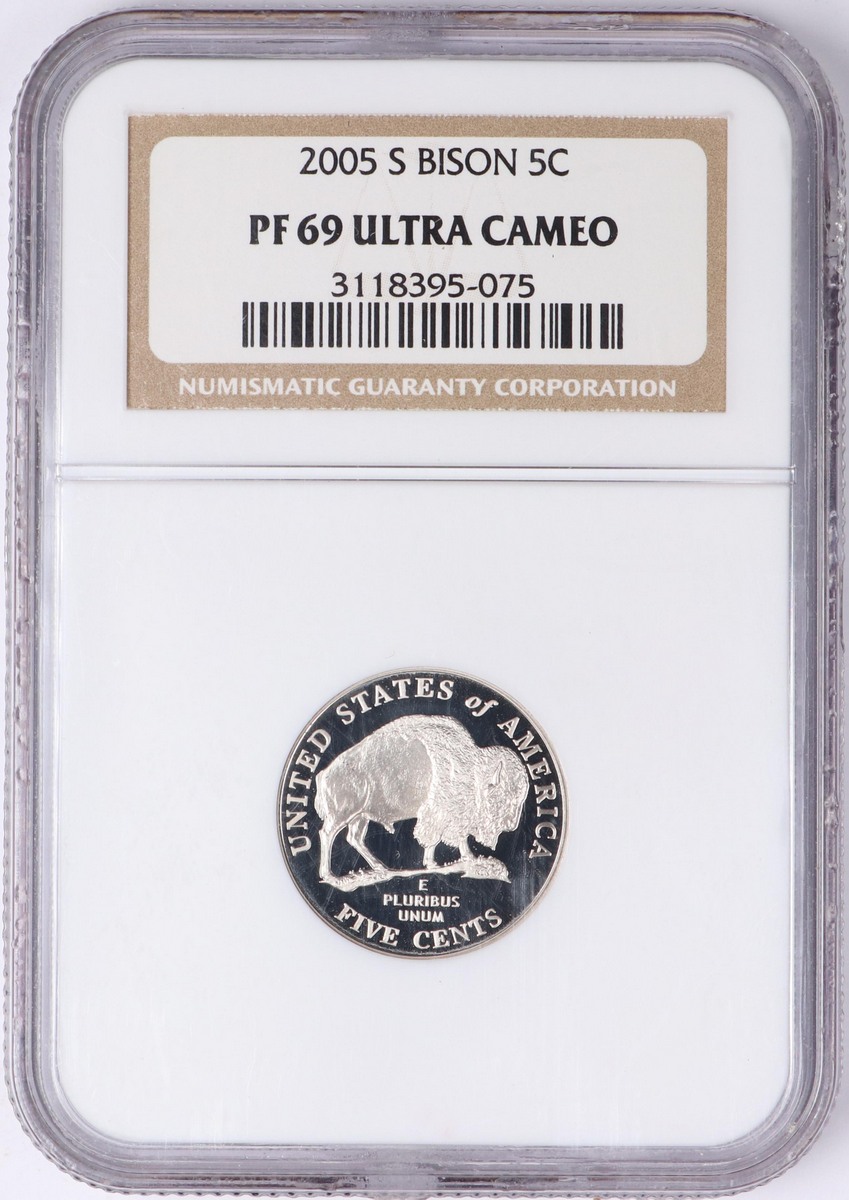 2005 S BISON 5C
PF 69 ULTRA CAMEO
3118395-075
NUMISMATIC GUARANTY CORPORATION
UNITED STATES of AMERICA
E
PLURIBUS
UNUM
FIVE CENTS